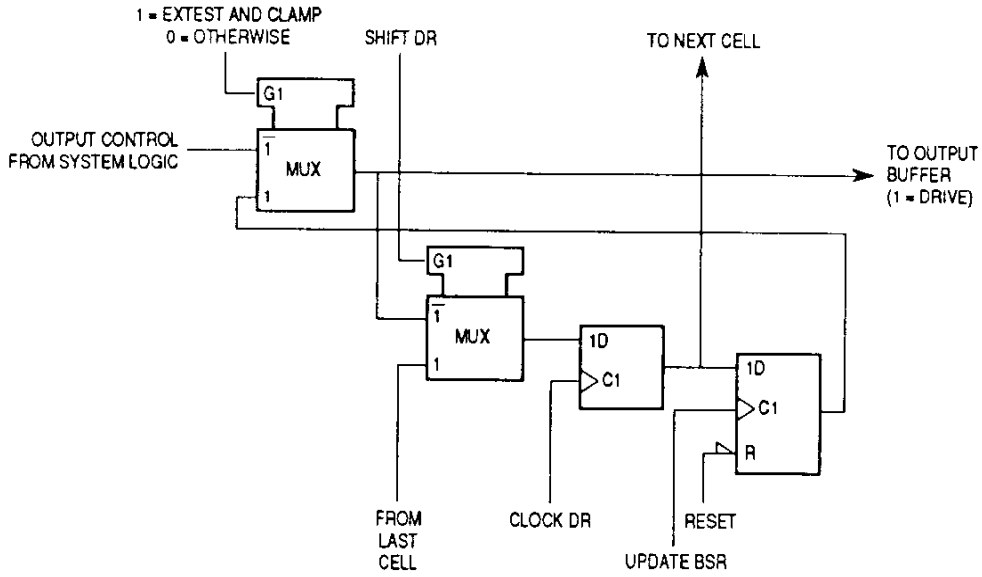 1 = EXTEST AND CLAMP
0 = OTHERWISE
SHIFT DR
TO NEXT CELL
G1
OUTPUT CONTROL
FROM SYSTEM LOGIC
1
MUX
1
TO OUTPUT
BUFFER
(1 = DRIVE)
G1
1
MUX
1
1D
C1
1D
C1
R
FROM
LAST
CELL
CLOCK DR
RESET
UPDATE BSR